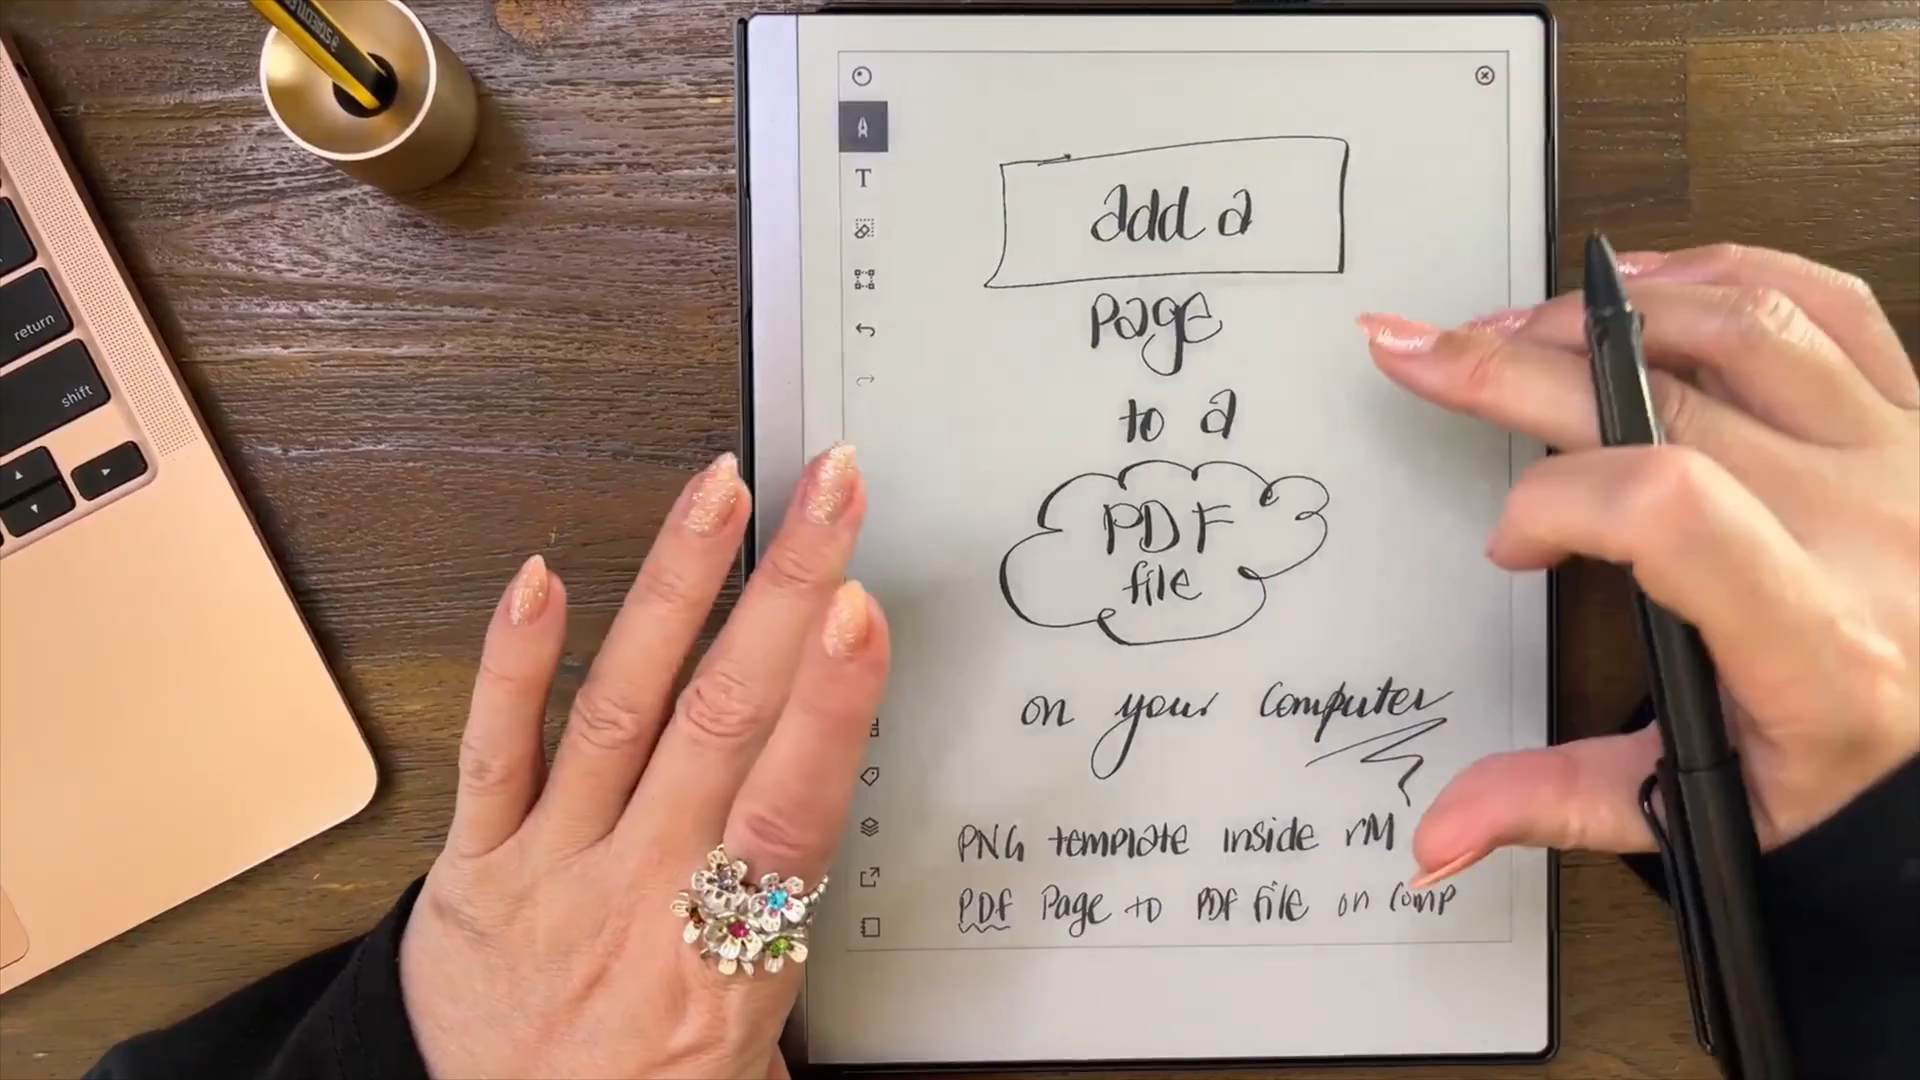 STAEDTLER
return
shift
T
add a
page
to a
PDF
file
on your computer
PNG template inside rM
PDF Page to PDF file on comp